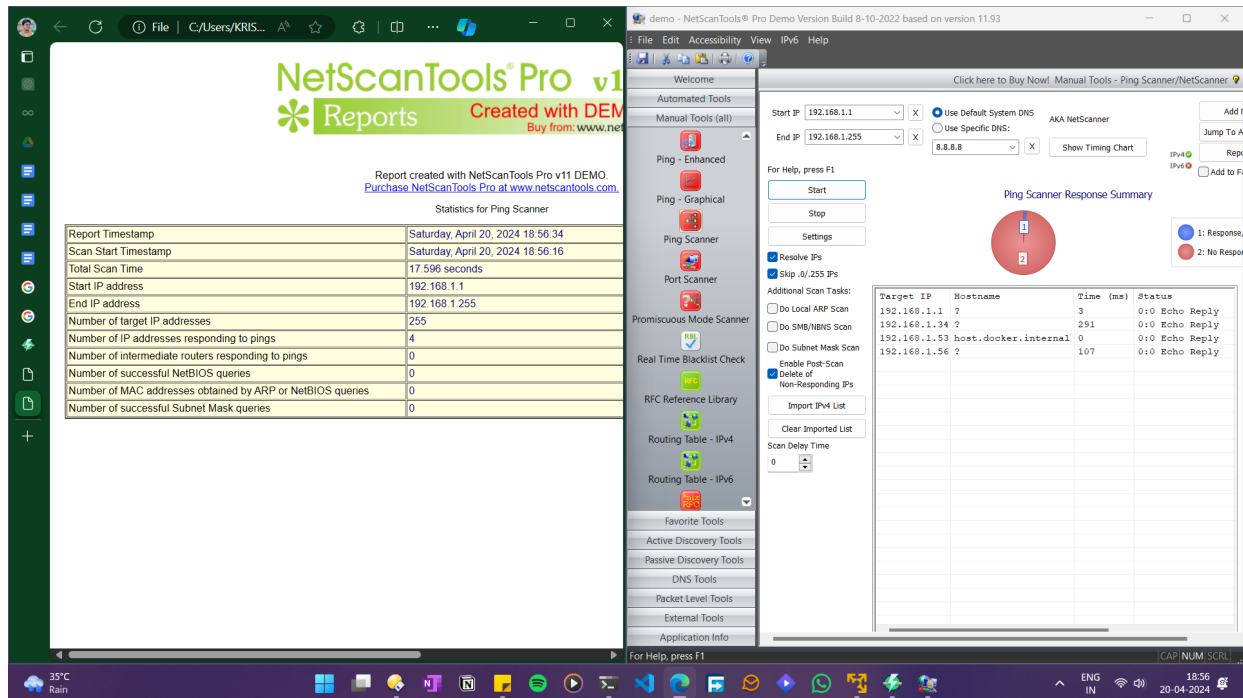 File | C:/Users/KRIS...
NetScanTools® Pro v1
Reports
Created with DEM
Buy from: www.net
Report created with NetScanTools Pro v11 DEMO.
Purchase NetScanTools Pro at www.netscantools.com.
Statistics for Ping Scanner
Report Timestamp Saturday, April 20, 2024 18:56:34
Scan Start Timestamp Saturday, April 20, 2024 18:56:16
Total Scan Time 17.596 seconds
Start IP address 192.168.1.1
End IP address 192.168.1.255
Number of target IP addresses 255
Number of IP addresses responding to pings 4
Number of intermediate routers responding to pings 0
Number of successful NetBIOS queries 0
Number of MAC addresses obtained by ARP or NetBIOS queries 0
Number of successful Subnet Mask queries 0
demo - NetScanTools® Pro Demo Version Build 8-10-2022 based on version 11.93
File Edit Accessibility View IPv6 Help
Welcome
Automated Tools
Manual Tools (all)
Ping - Enhanced
Ping - Graphical
Ping Scanner
Port Scanner
Promiscuous Mode Scanner
RBL
Real Time Blacklist Check
RFC
RFC Reference Library
Routing Table - IPv4
Routing Table - IPv6
Favorite Tools
Active Discovery Tools
Passive Discovery Tools
DNS Tools
Packet Level Tools
External Tools
Application Info
For Help, press F1
Click here to Buy Now! Manual Tools - Ping Scanner/NetScanner
Start IP 192.168.1.1 X
End IP 192.168.1.255 X
Use Default System DNS
Use Specific DNS:
8.8.8.8 X
AKA NetScanner
Show Timing Chart
Add
Jump To A
Repo
IPv4
IPv6
Add to Fa
For Help, press F1
Start
Stop
Settings
Resolve IPs
Skip .0/.255 IPs
Additional Scan Tasks:
Do Local ARP Scan
Do SMB/NBNS Scan
Do Subnet Mask Scan
Enable Post-Scan
Delete of
Non-Responding IPs
Import IPv4 List
Clear Imported List
Scan Delay Time
0
Ping Scanner Response Summary
1
2
1: Response,
2: No Respon
Target IP Hostname Time (ms) Status
192.168.1.1 ? 3 0:0 Echo Reply
192.168.1.34 ? 291 0:0 Echo Reply
192.168.1.53 host.docker.internal 0 0:0 Echo Reply
192.168.1.56 ? 107 0:0 Echo Reply
CAP NUM SCRL
35°C
Rain
ENG
IN
18:56
20-04-2024